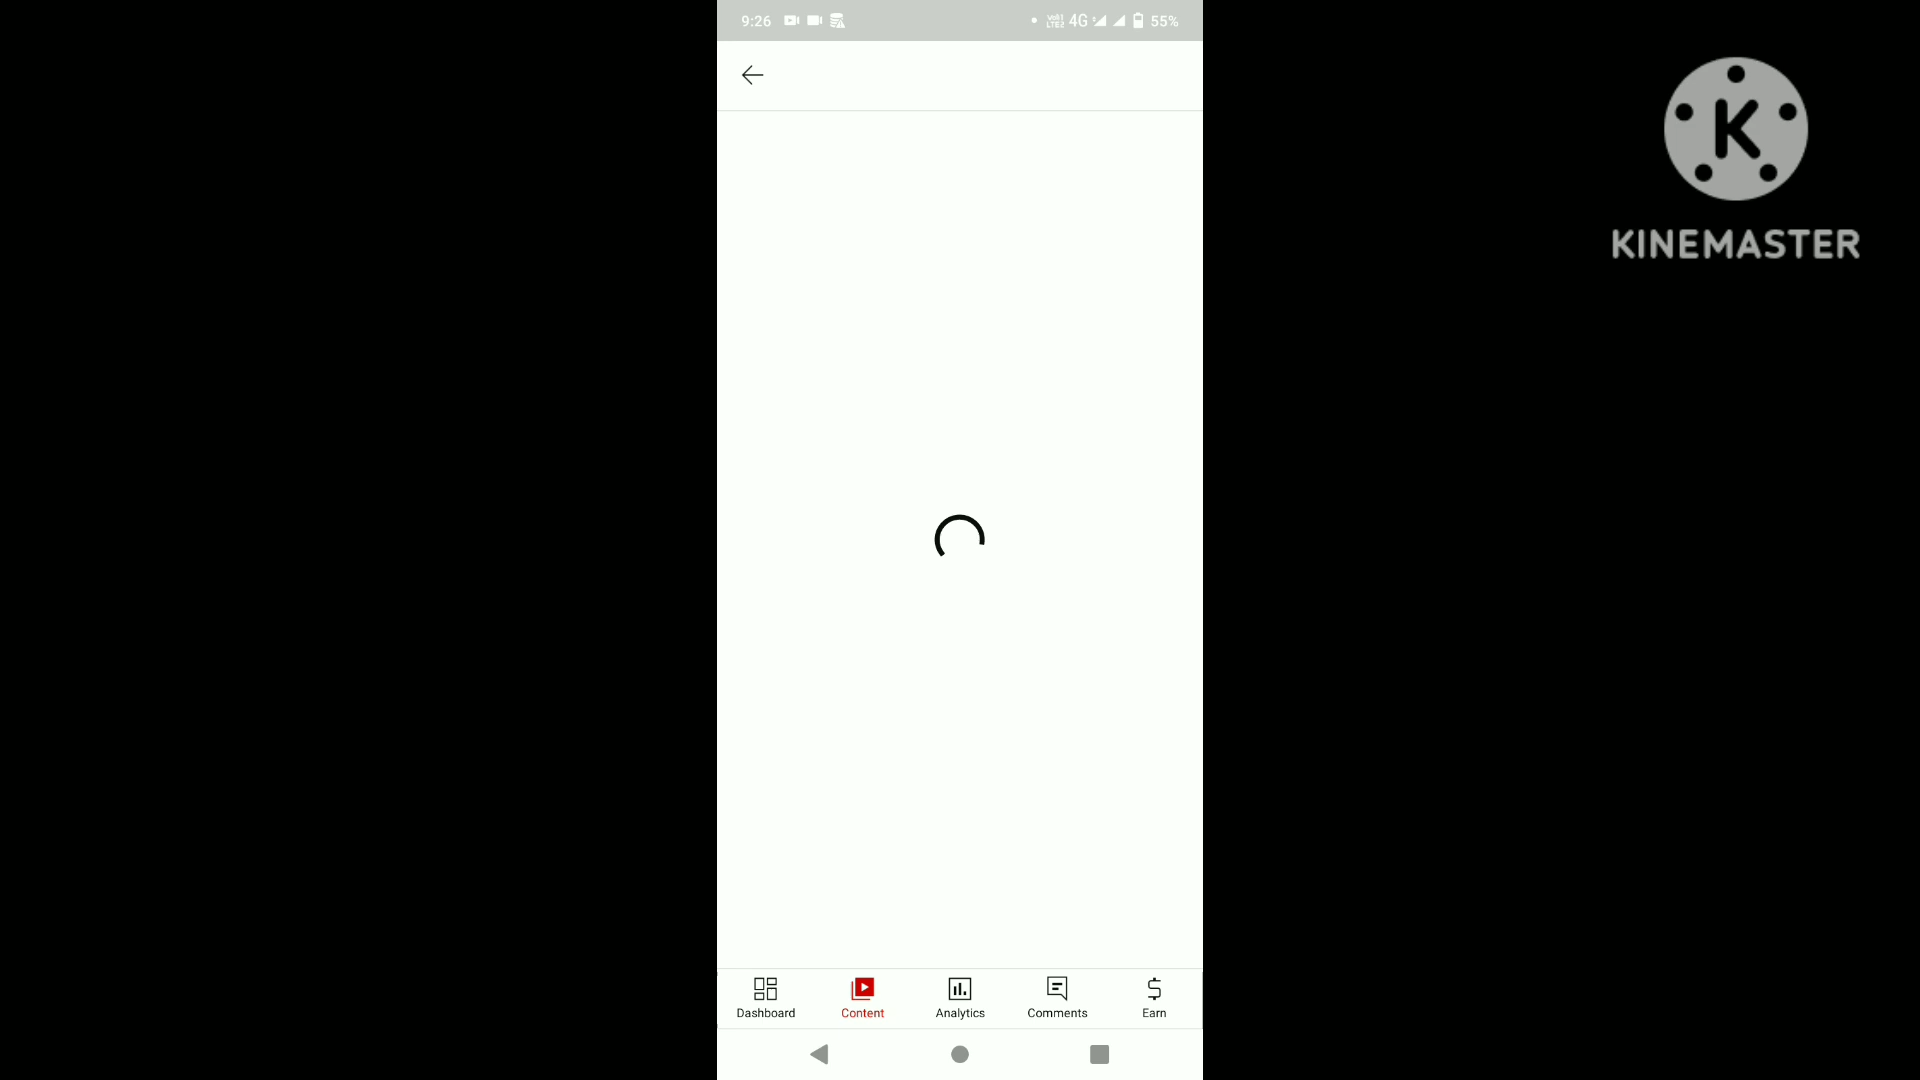 9:26
4G 55%
KINEMASTER
Dashboard
Content
Analytics
Comments
Earn